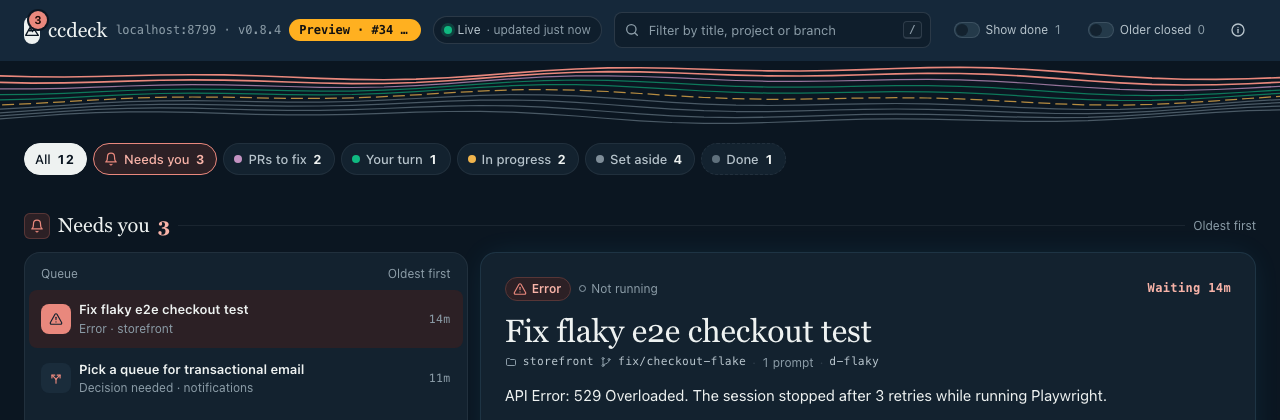 3
ccdeck localhost:8799 · v0.8.4 Preview · #34 … Live · updated just now Filter by title, project or branch / Show done 1 Older closed 0
All 12 Needs you 3 PRs to fix 2 Your turn 1 In progress 2 Set aside 4 Done 1
Needs you 3 Oldest first
Queue Oldest first
Fix flaky e2e checkout test
Error · storefront
14m
Pick a queue for transactional email
Decision needed · notifications
11m
Error Not running Waiting 14m
Fix flaky e2e checkout test
storefront fix/checkout-flake · 1 prompt · d-flaky
API Error: 529 Overloaded. The session stopped after 3 retries while running Playwright.